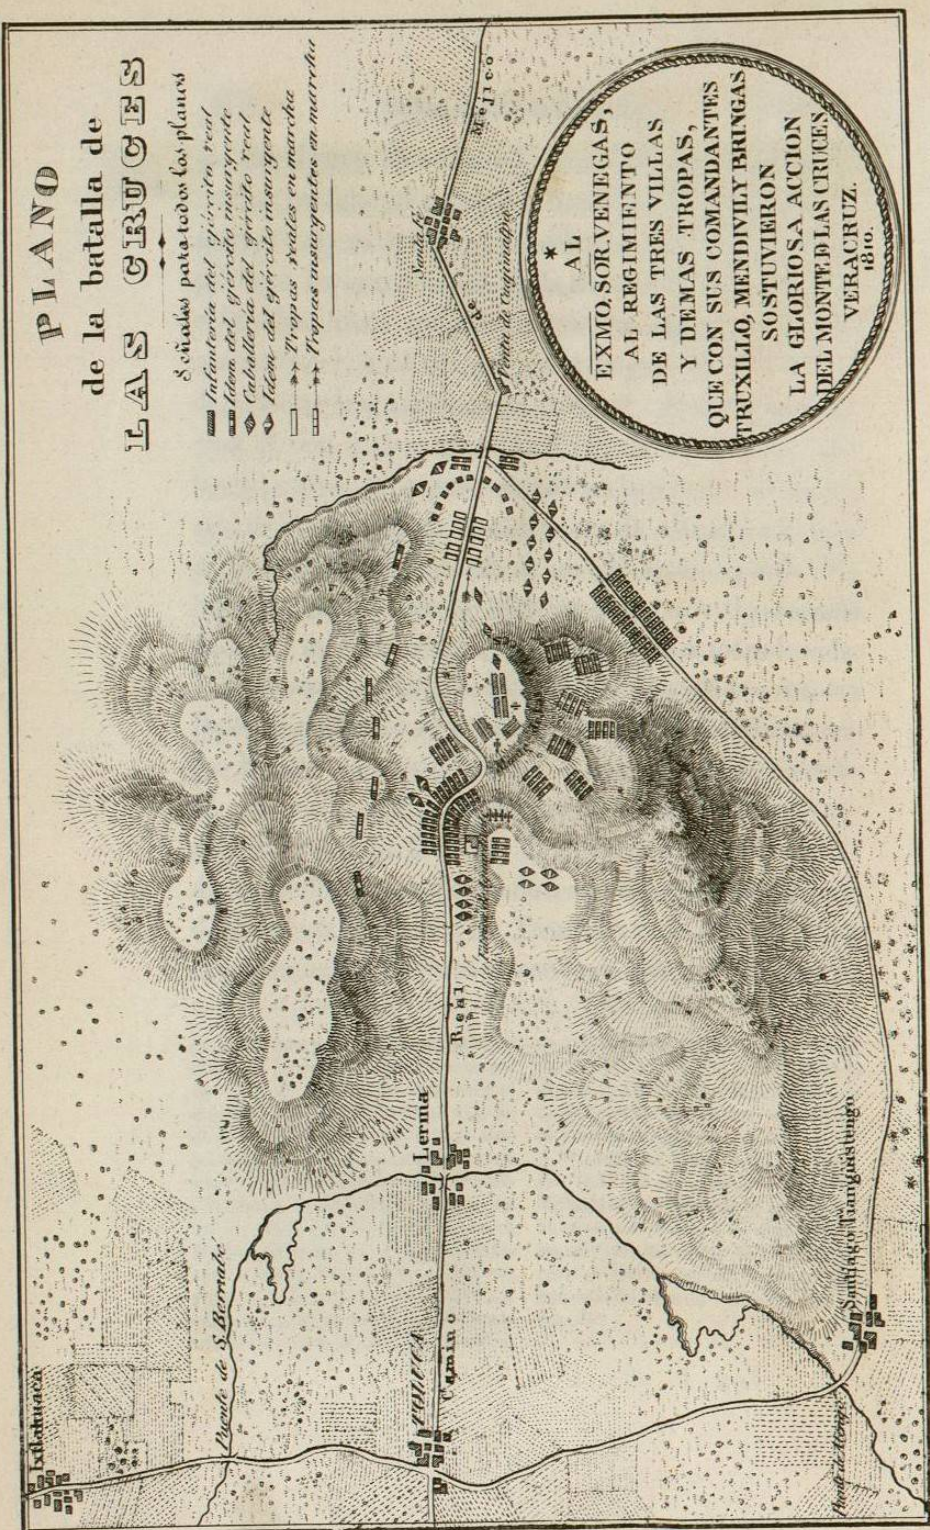 PLANO
de la batalla de
LAS CRUCES
Señales para todos los planos
Infantería del ejército real
Idem. del ejército insurgente
Caballería del ejército real
Idem. del ejército insurgente
Tropas reales en marcha
Tropas insurgentes en marcha
*
AL
EXMO. SOR. VENEGAS,
AL REGIMIENTO
DE LAS TRES VILAS
Y DEMAS TROPAS,
QUE CON SUS COMANDANTES
TRUXILLO, MENDIVIL Y BRINGAS
SOSTUVIERON
LA GLORIOSA ACCION
DEL MONTE D LAS CRUCES.
VERACRUZ.
1810.
Ixtlahuaca
Puente de S. Bernabé
TOLUCA
Camino
Lerma
Real
de
Santa Fé
Méjico
Venta de
Santiago Tianguistengo